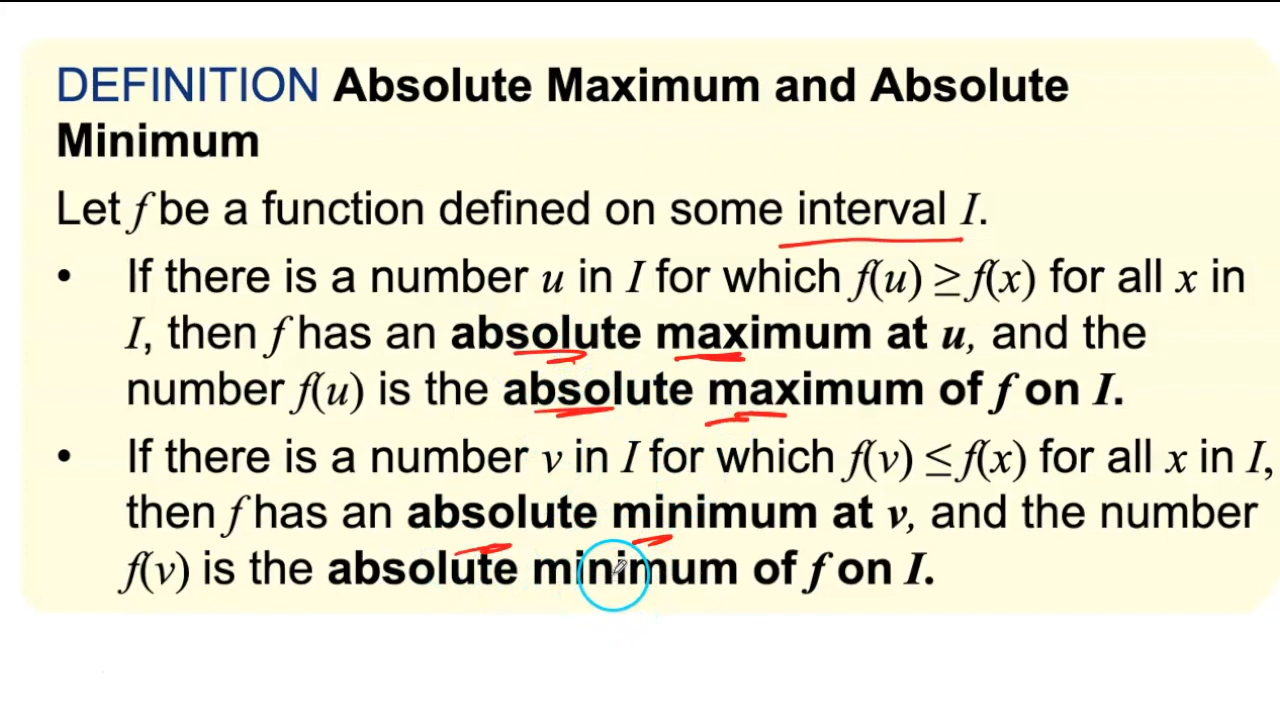 DEFINITION Absolute Maximum and Absolute
Minimum
Let f be a function defined on some interval I.
• If there is a number u in I for which f(u) ≥ f(x) for all x in
I, then f has an absolute maximum at u, and the
number f(u) is the absolute maximum of f on I.
• If there is a number v in I for which f(v) ≤ f(x) for all x in I,
then f has an absolute minimum at v, and the number
f(v) is the absolute minimum of f on I.